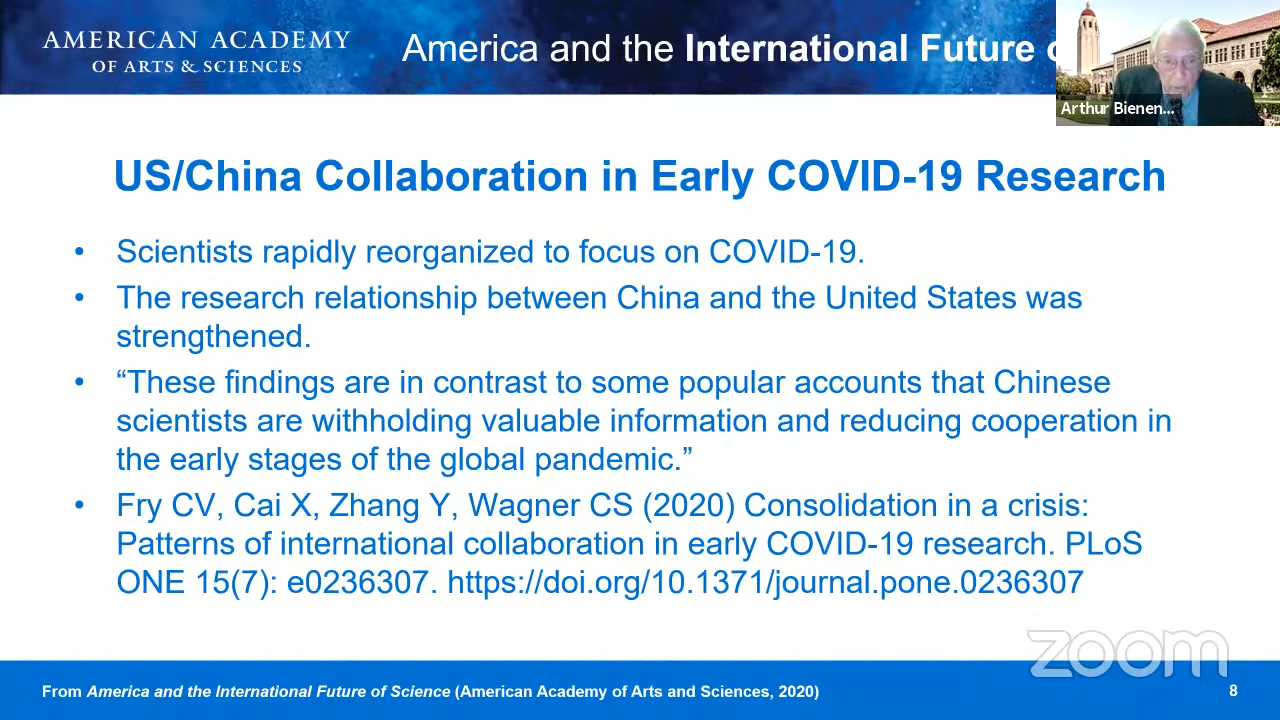 AMERICAN ACADEMY
OF ARTS & SCIENCES
America and the International Future
Arthur Bienen...
US/China Collaboration in Early COVID-19 Research
• Scientists rapidly reorganized to focus on COVID-19.
• The research relationship between China and the United States was
strengthened.
• “These findings are in contrast to some popular accounts that Chinese
scientists are withholding valuable information and reducing cooperation in
the early stages of the global pandemic.”
• Fry CV, Cai X, Zhang Y, Wagner CS (2020) Consolidation in a crisis:
Patterns of international collaboration in early COVID-19 research. PLoS
ONE 15(7): e0236307. https://doi.org/10.1371/journal.pone.0236307
zoom
From America and the International Future of Science (American Academy of Arts and Sciences, 2020)
8